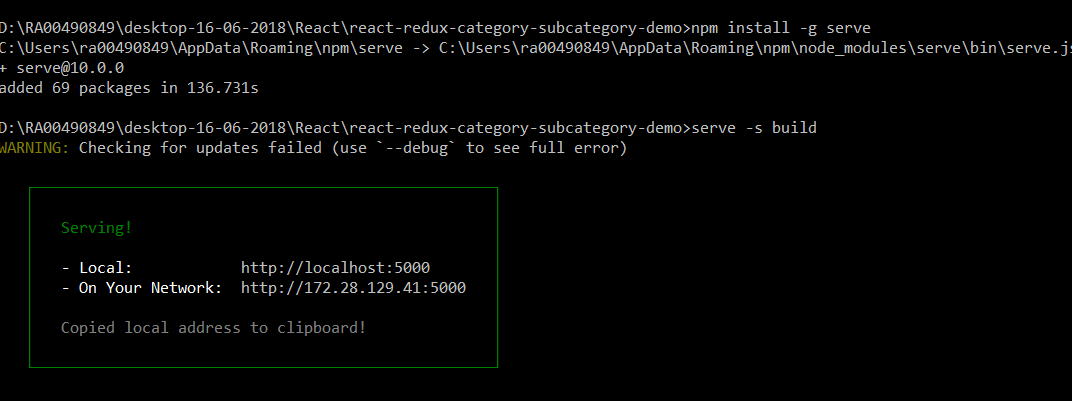 D:\RA00490849\desktop-16-06-2018\React\react-redux-category-subcategory-demo>npm install -g serve
C:\Users\ra00490849\AppData\Roaming\npm\serve -> C:\Users\ra00490849\AppData\Roaming\npm\node_modules\serve\bin\serve.js
+ serve@10.0.0
added 69 packages in 136.731s
D:\RA00490849\desktop-16-06-2018\React\react-redux-category-subcategory-demo>serve -s build
WARNING: Checking for updates failed (use `--debug` to see full error)
Serving!
- Local: http://localhost:5000
- On Your Network: http://172.28.129.41:5000
Copied local address to clipboard!